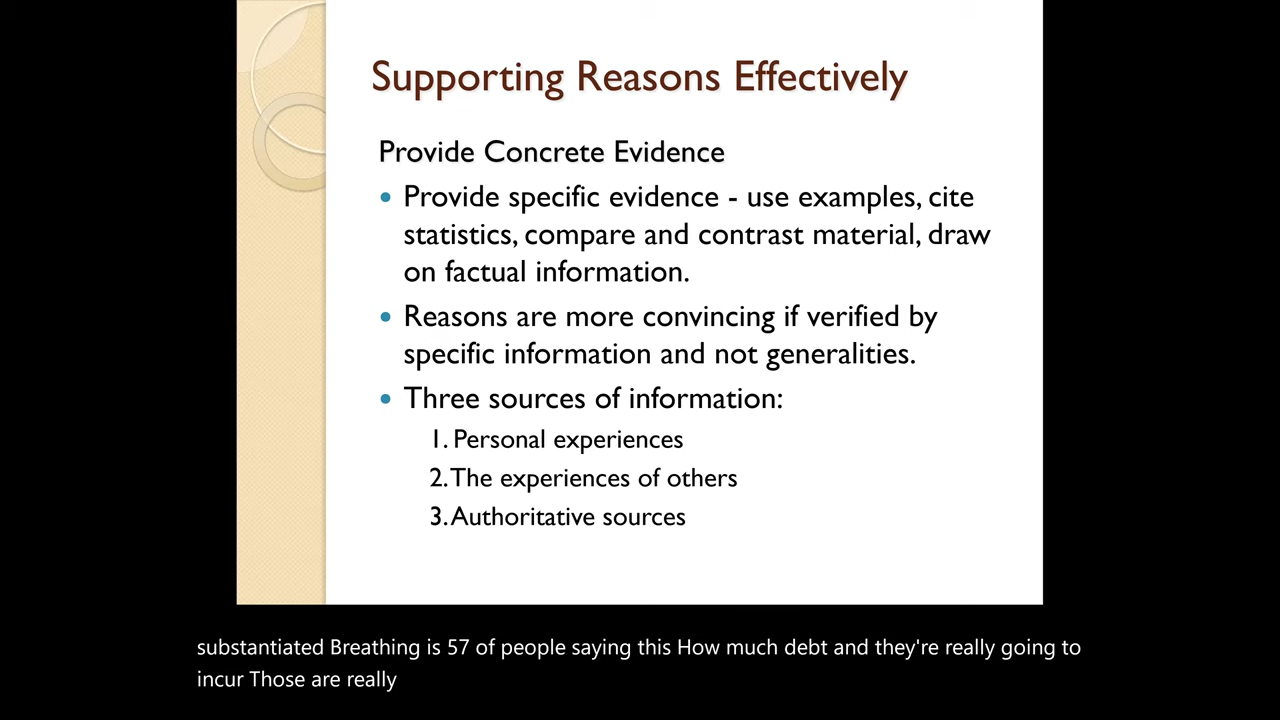 Supporting Reasons Effectively
Provide Concrete Evidence
• Provide specific evidence - use examples, cite
statistics, compare and contrast material, draw
on factual information.
• Reasons are more convincing if verified by
specific information and not generalities.
• Three sources of information:
1. Personal experiences
2. The experiences of others
3. Authoritative sources
substantiated Breathing is 57 of people saying this How much debt and they're really going to
incur Those are really